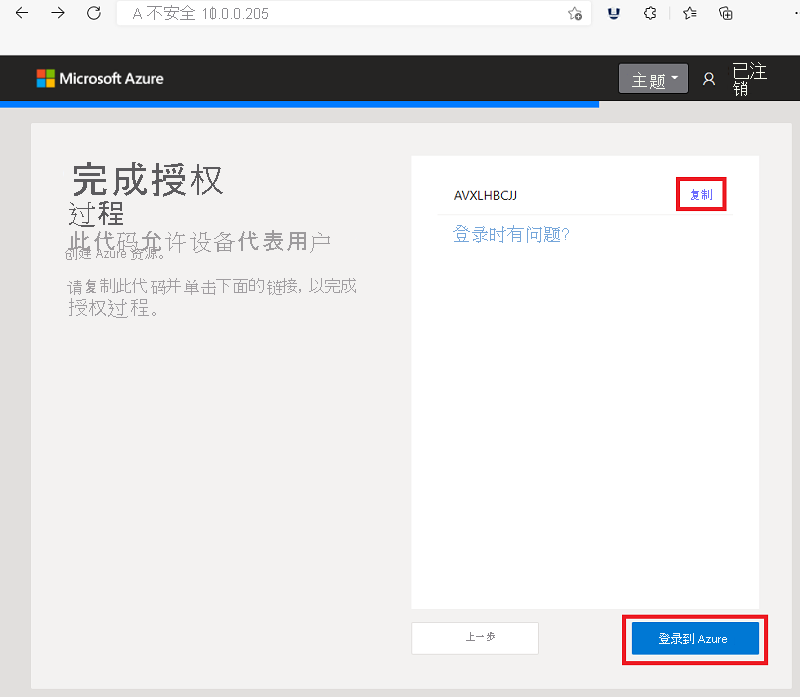 A 不安全 10.0.0.205
Microsoft Azure
主题
已注
销
完成授权
过程
此代码允许设备代表用户
创建 Azure 资源。
请复制此代码并单击下面的链接, 以完成
授权过程。
AVXLHBCJJ
复制
登录时有问题?
上一步
登录到 Azure